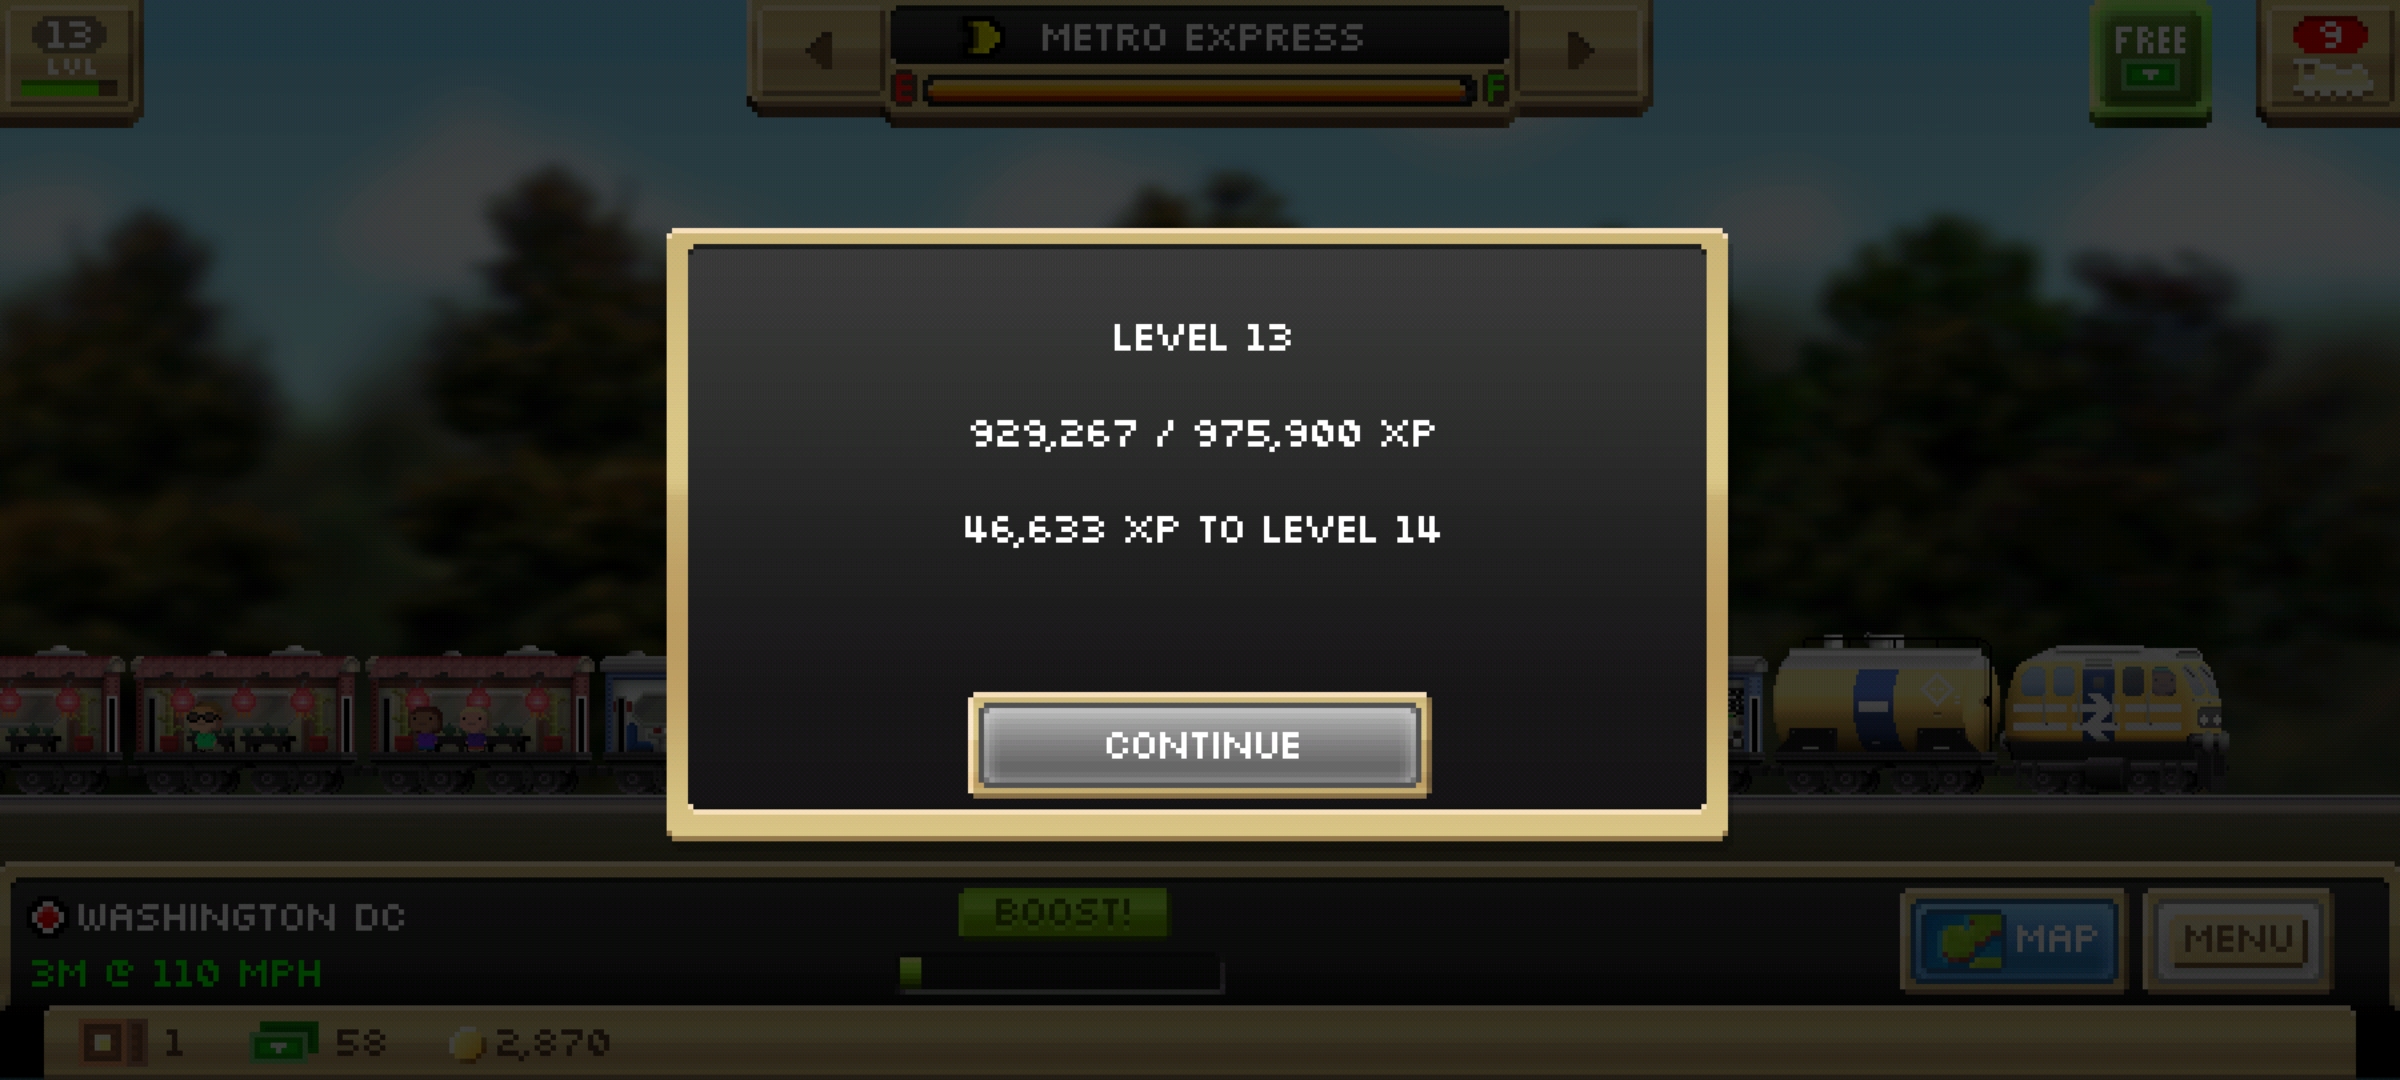 13
LVL
METRO EXPRESS
E
F
FREE
9
LEVEL 13
929,267 / 975,900 XP
46,633 XP TO LEVEL 14
CONTINUE
WASHINGTON DC
3M @ 110 MPH
BOOST!
MAP
MENU
1
58
2,870